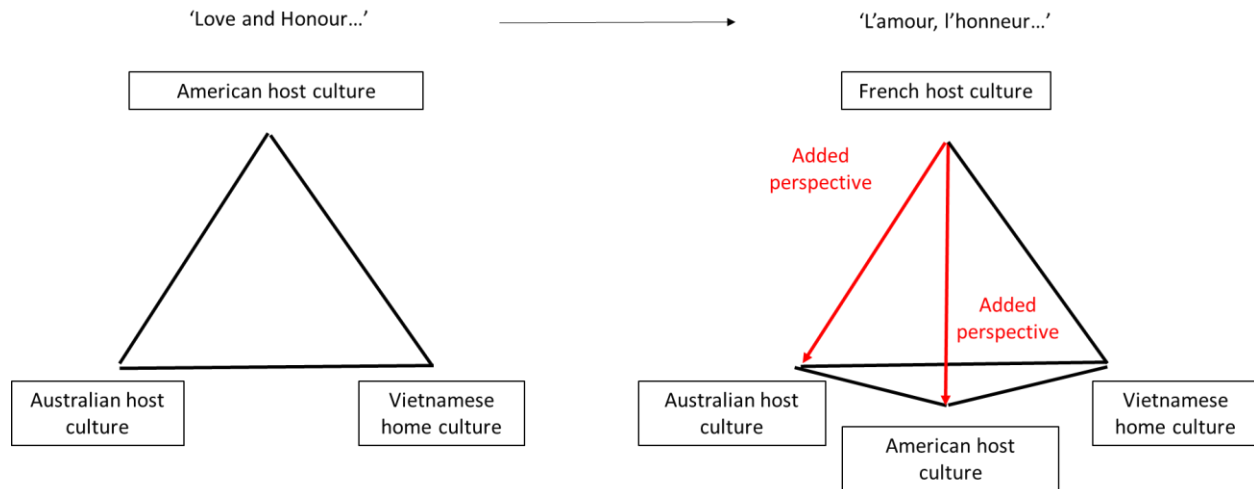 ‘Love and Honour…’
‘L’amour, l’honneur…’
American host culture
French host culture
Added
perspective
Added
perspective
Australian host
culture
Vietnamese
home culture
Australian host
culture
American host
culture
Vietnamese
home culture